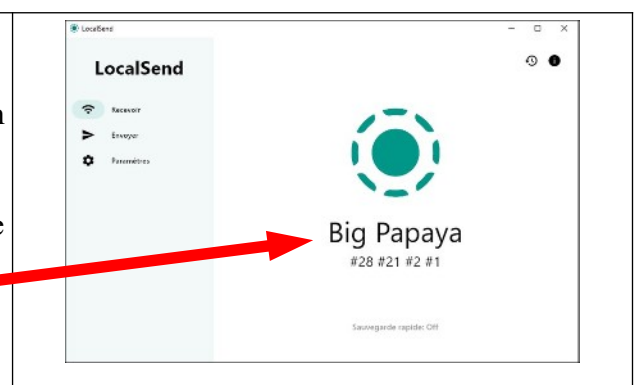 LocalSend
LocalSend
Recevoir
Envoyer
Paramètres
Big Papaya
#28 #21 #2 #1
Sauvegarde rapide: Off